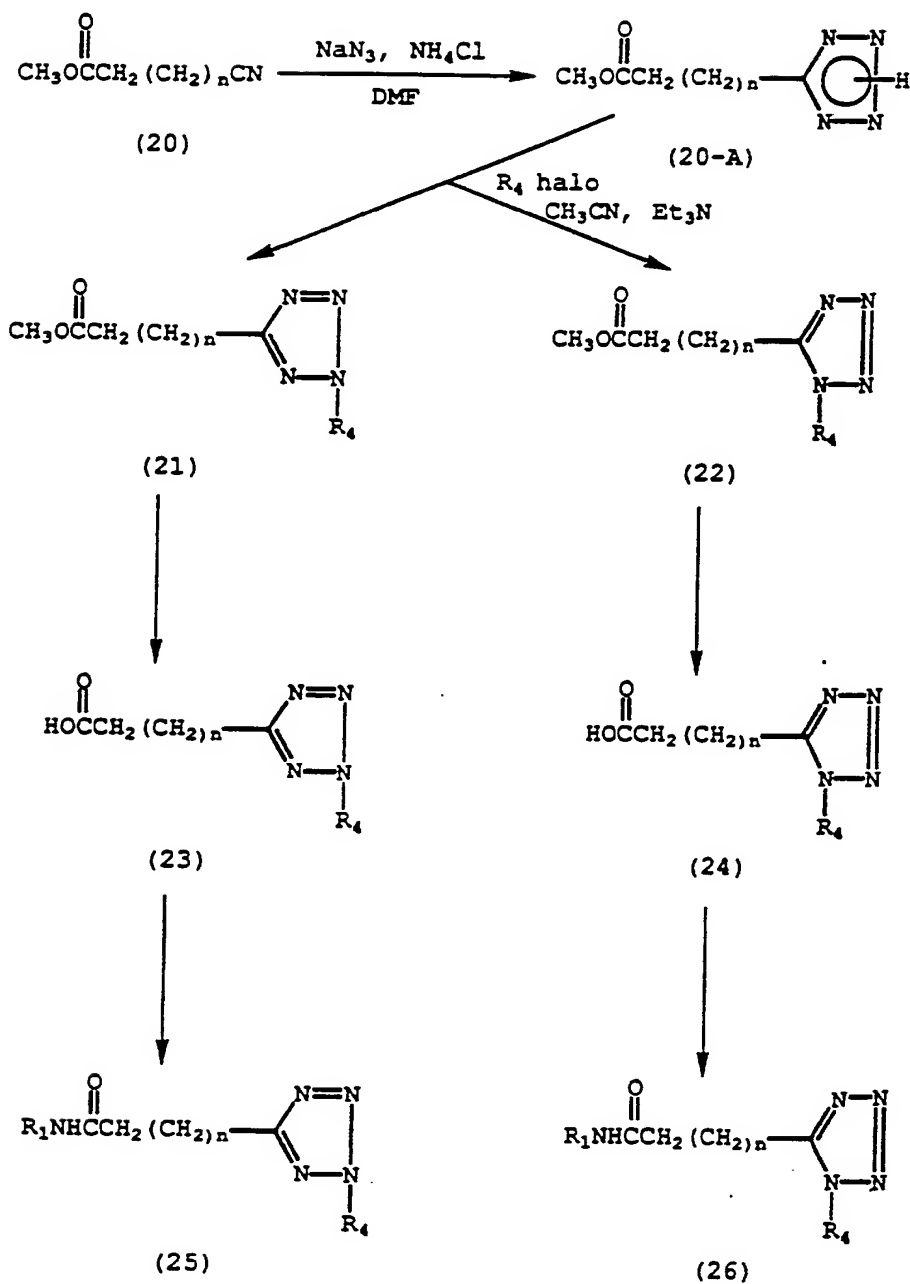 O O
CH₃OCCH₂(CH₂)ₙCN NaN₃, NH₄Cl DMF CH₃OCCH₂(CH₂)ₙ N N N N H
(20) (20-A)
R₄ halo
CH₃CN, Et₃N
O O
CH₃OCCH₂(CH₂)ₙ N N N N R₄ CH₃OCCH₂(CH₂)ₙ N N N N R₄
(21) (22)
O O
HOCCH₂(CH₂)ₙ N N N N R₄ HOCCH₂(CH₂)ₙ N N N N R₄
(23) (24)
O O
R₁NHCCH₂(CH₂)ₙ N N N N R₄ R₁NHCCH₂(CH₂)ₙ N N N N R₄
(25) (26)